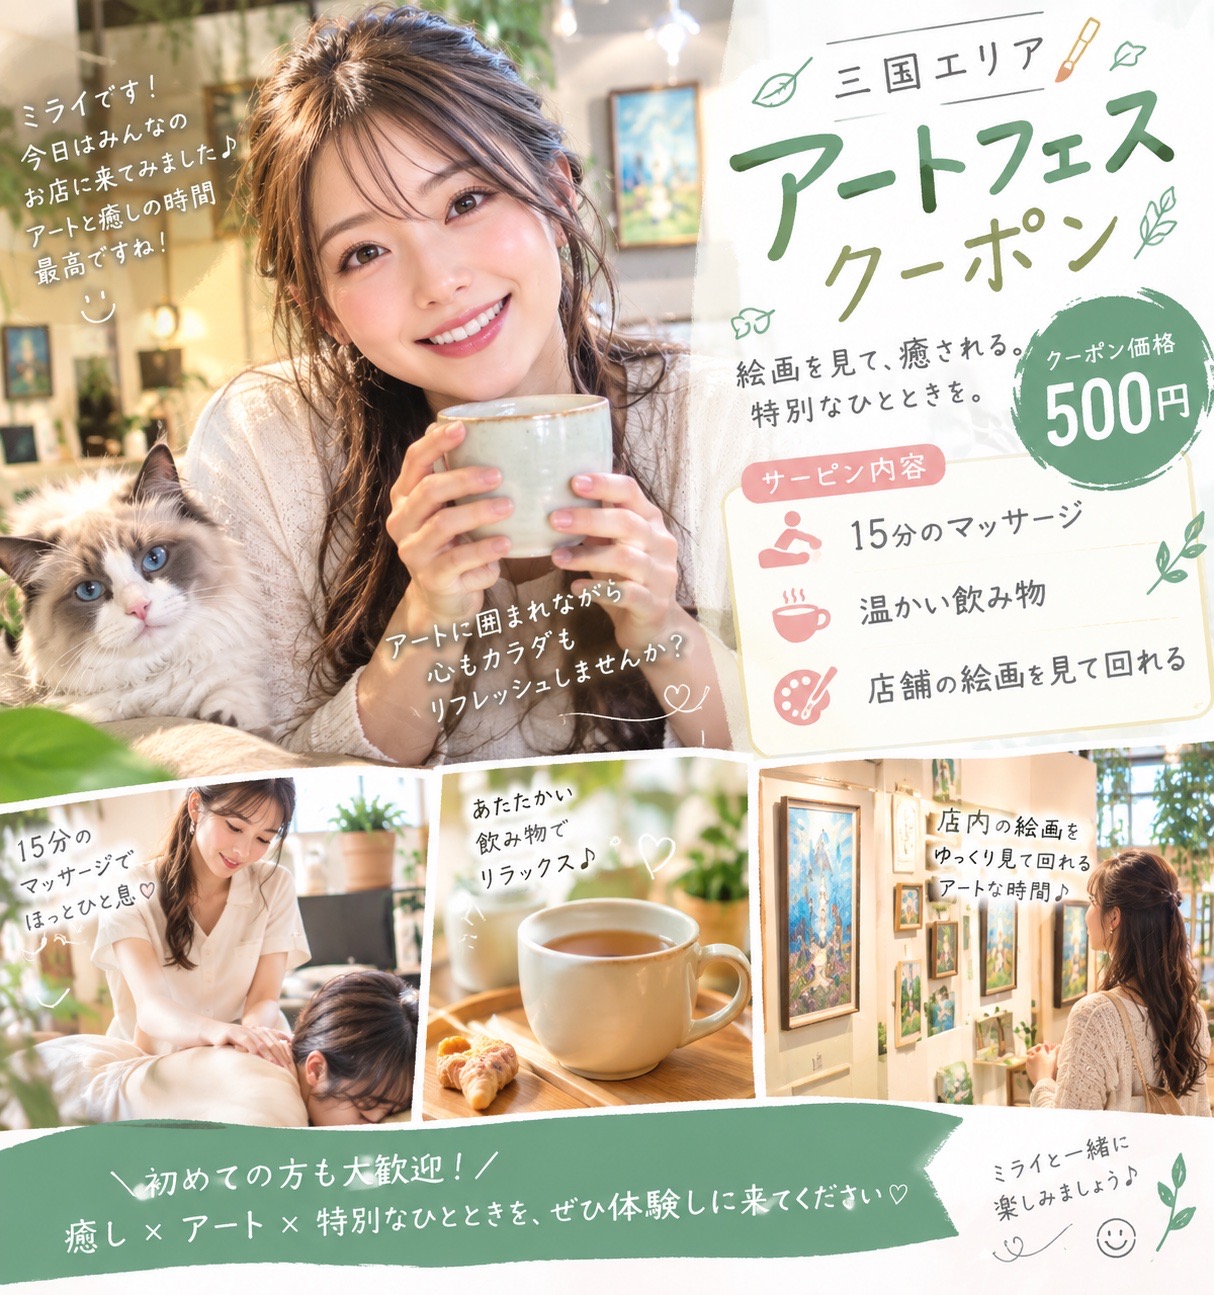 ミライです！
今日はみんなの
お店に来てみました♪
アートと癒しの時間
最高ですね！
三国エリア
アートフェス
クーポン
絵画を見て、癒される。
特別なひとときを。
クーポン価格
500円
サーピン内容
15分のマッサージ
温かい飲み物
店舗の絵画を見て回れる
アートに囲まれながら
心もカラダも
リフレッシュしませんか？
15分の
マッサージで
ほっとひと息♡
あたたかい
飲み物で
リラックス♪
店内の絵画を
ゆっくり見て回れる
アートな時間♪
＼初めての方も大歓迎！／
癒し × アート × 特別なひとときを、ぜひ体験しに来てください♡
ミライと一緒に
楽しみましょう♪